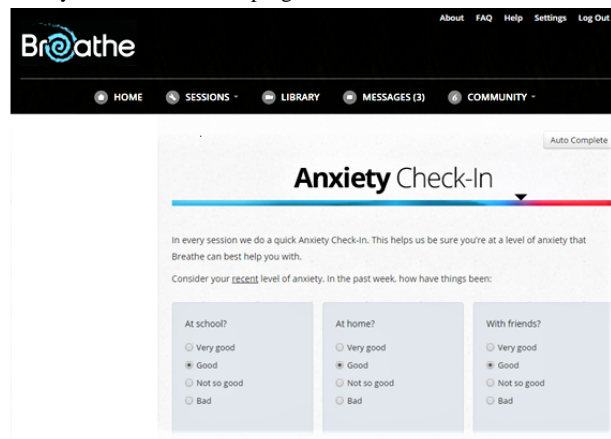 About FAQ Help Settings Log Out
Breathe
HOME SESSIONS LIBRARY MESSAGES (3) 6 COMMUNITY
Auto Complete
Anxiety Check-In
In every session we do a quick Anxiety Check-In. This helps us be sure you're at a level of anxiety that
Breathe can best help you with.
Consider your recent level of anxiety. In the past week, how have things been:
At school? At home? With friends?
Very good Very good Very good
Good Good Good
Not so good Not so good Not so good
Bad Bad Bad